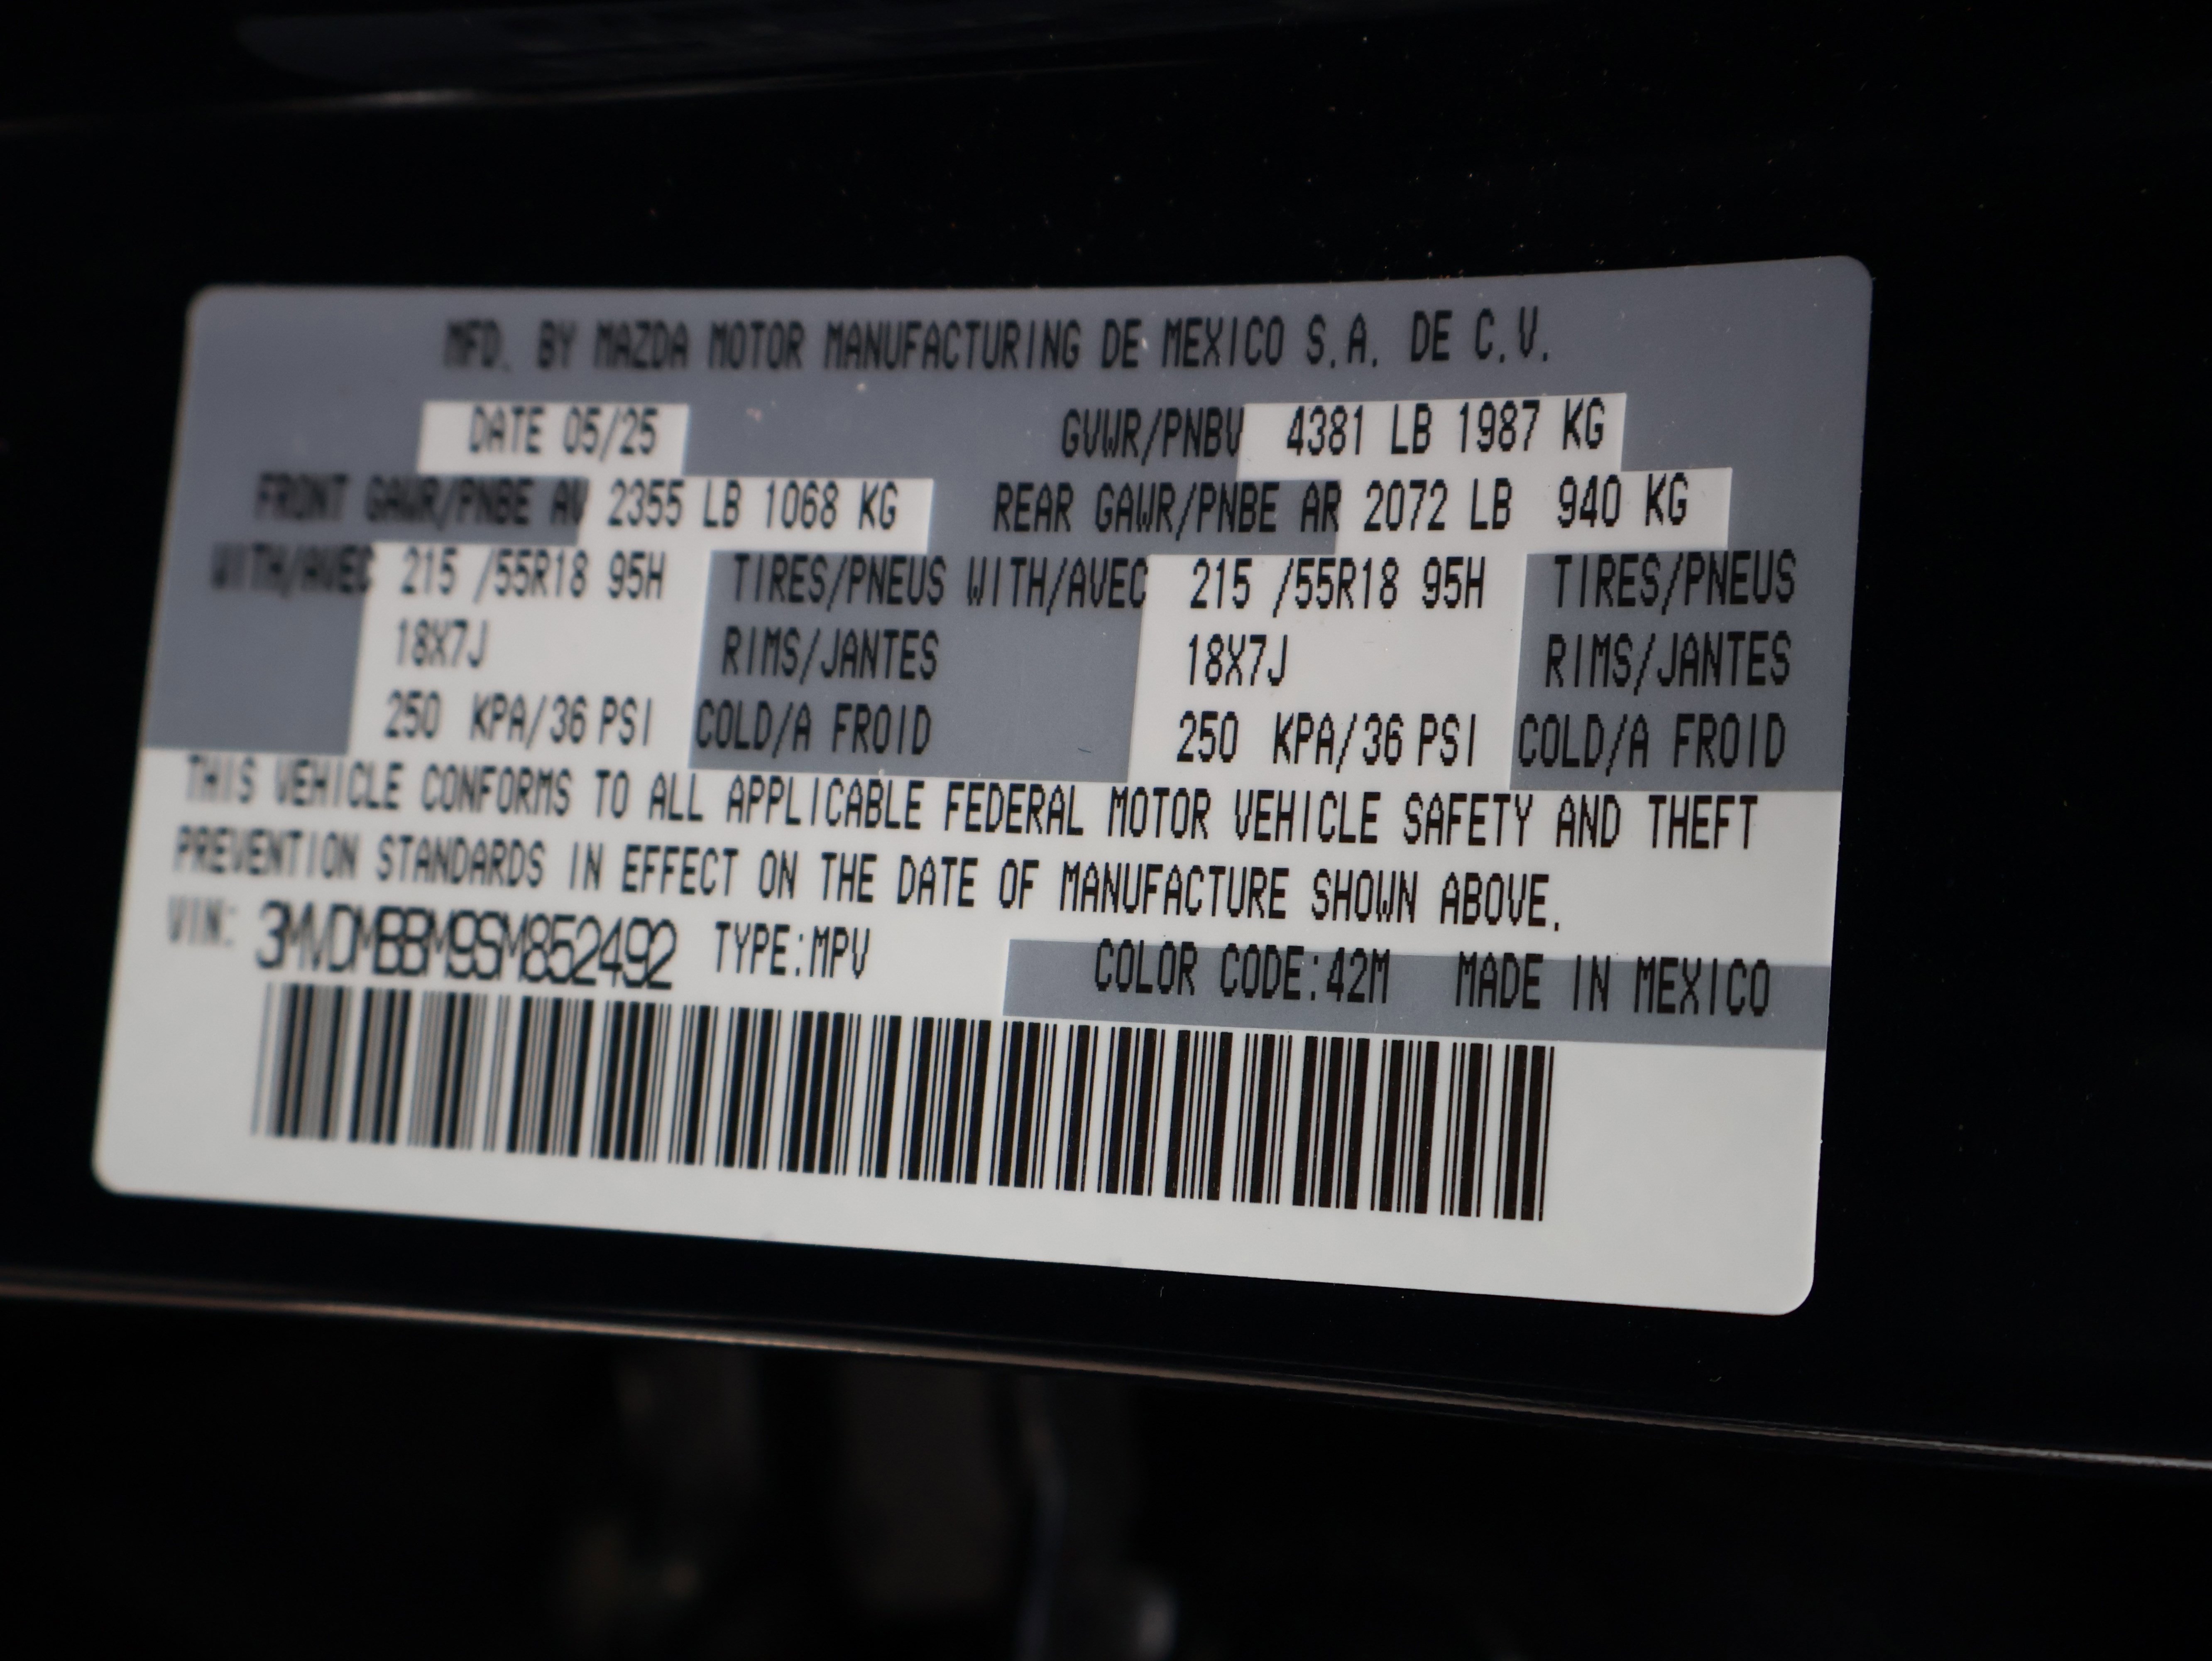 MFD. BY MAZDA MOTOR MANUFACTURING DE MEXICO S.A. DE C.V.
DATE 05/25 GVWR/PNBV 4381 LB 1987 KG
FRONT GAWR/PNBE AV 2355 LB 1068 KG REAR GAWR/PNBE AR 2072 LB 940 KG
WITH/AVEC 215 /55R18 95H TIRES/PNEUS WITH/AVEC 215 /55R18 95H TIRES/PNEUS
18X7J RIMS/JANTES 18X7J RIMS/JANTES
250 KPA/36 PSI COLD/A FROID 250 KPA/36 PSI COLD/A FROID
THIS VEHICLE CONFORMS TO ALL APPLICABLE FEDERAL MOTOR VEHICLE SAFETY AND THEFT
PREVENTION STANDARDS IN EFFECT ON THE DATE OF MANUFACTURE SHOWN ABOVE.
VIN: 3MVDMBBM9SM852492 TYPE:MPV COLOR CODE:42M MADE IN MEXICO